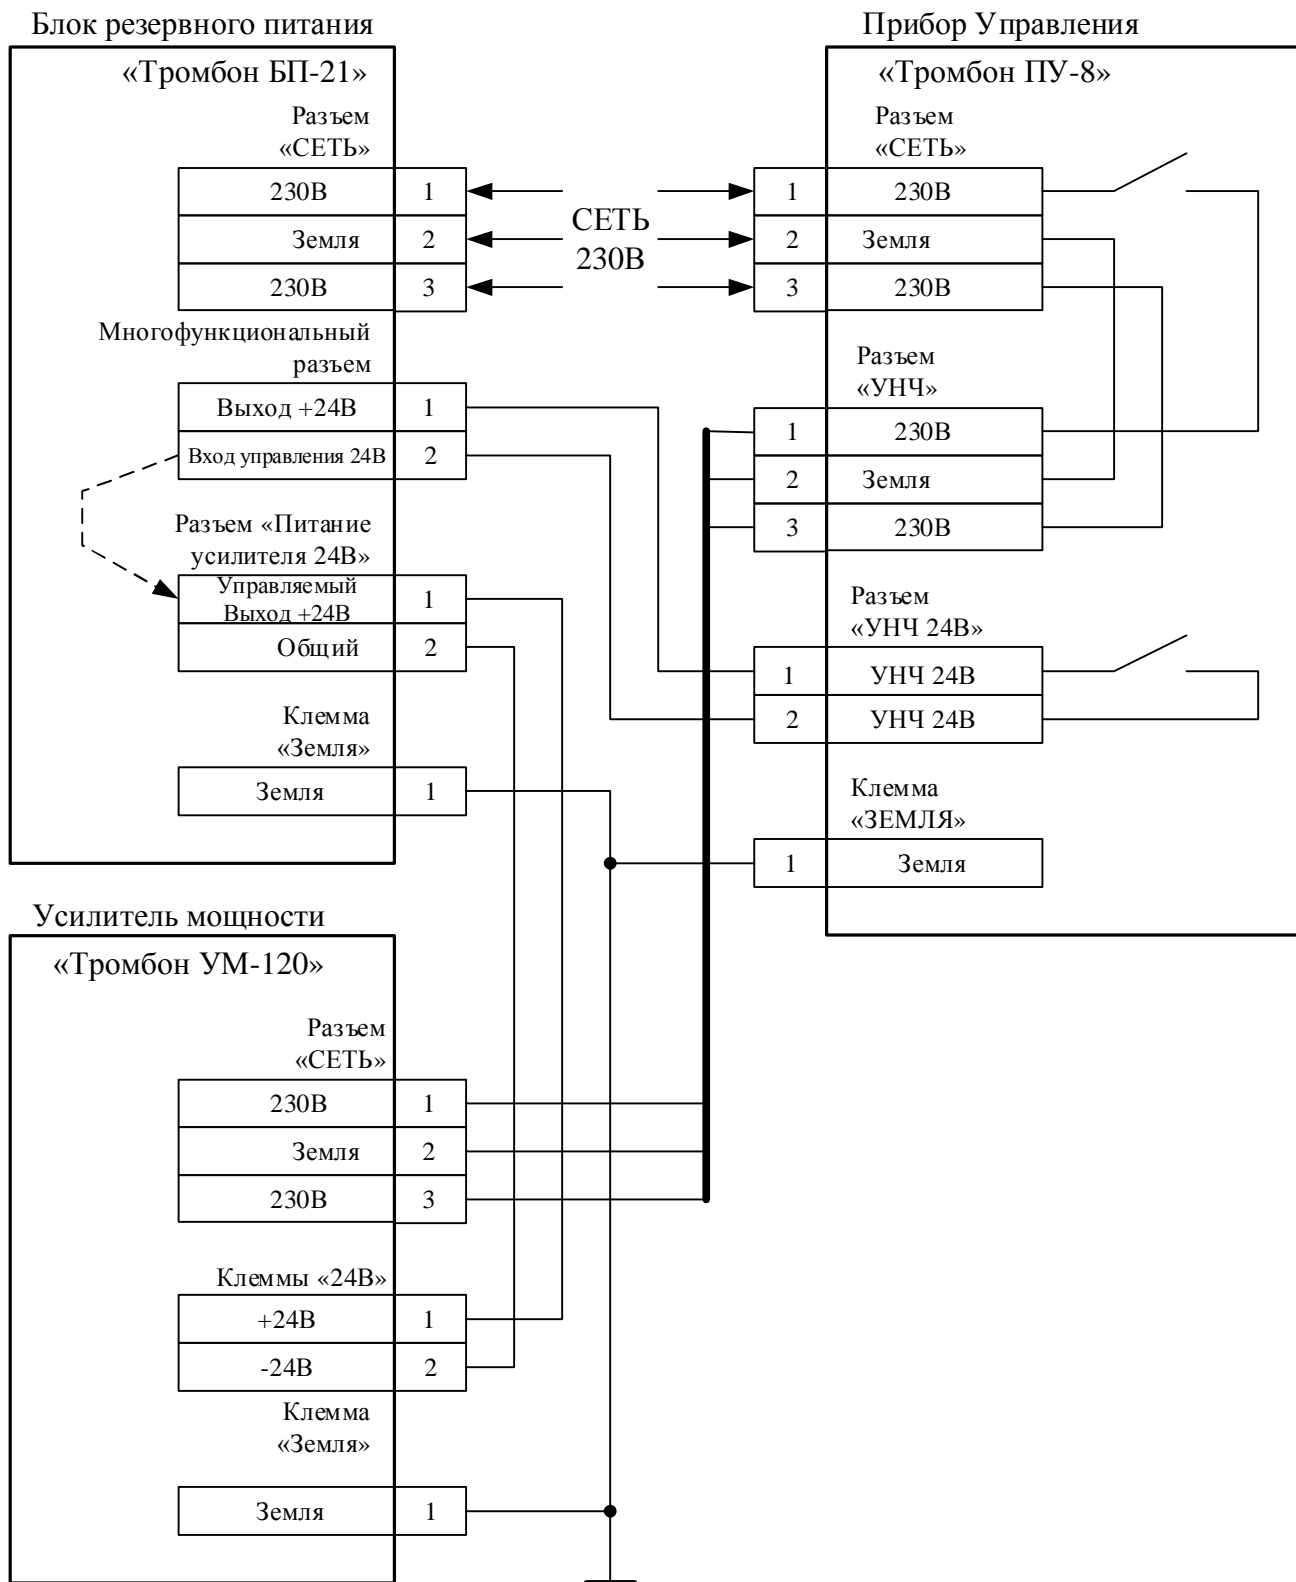 Блок резервного питания
«Тромбон БП-21»
Разъем
«СЕТЬ»
230В 1
Земля 2
230В 3
Многофункциональный
разъем
Выход +24В 1
Вход управления 24В 2
Разъем «Питание
усилителя 24В»
Управляемый
Выход +24В 1
Общий 2
Клемма
«Земля»
Земля 1
СЕТЬ
230В
Прибор Управления
«Тромбон ПУ-8»
Разъем
«СЕТЬ»
1 230В
2 Земля
3 230В
Разъем
«УНЧ»
1 230В
2 Земля
3 230В
Разъем
«УНЧ 24В»
1 УНЧ 24В
2 УНЧ 24В
Клемма
«ЗЕМЛЯ»
1 Земля
Усилитель мощности
«Тромбон УМ-120»
Разъем
«СЕТЬ»
230В 1
Земля 2
230В 3
Клеммы «24В»
+24В 1
-24В 2
Клемма
«Земля»
Земля 1